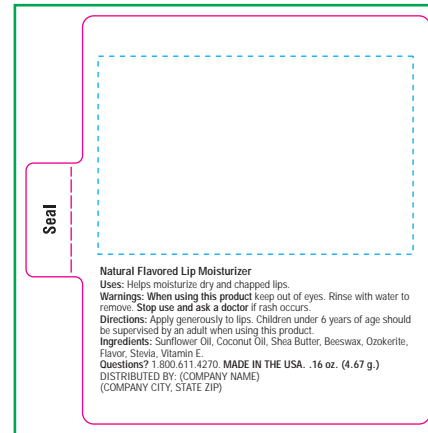 Seal
Natural Flavored Lip Moisturizer
Uses: Helps moisturize dry and chapped lips.
Warnings: When using this product keep out of eyes. Rinse with water to
remove. Stop use and ask a doctor if rash occurs.
Directions: Apply generously to lips. Children under 6 years of age should
be supervised by an adult when using this product.
Ingredients: Sunflower Oil, Coconut Oil, Shea Butter, Beeswax, Ozokerite,
Flavor, Stevia, Vitamin E.
Questions? 1.800.611.4270. MADE IN THE USA. .16 oz. (4.67 g.)
DISTRIBUTED BY: (COMPANY NAME)
(COMPANY CITY, STATE ZIP)